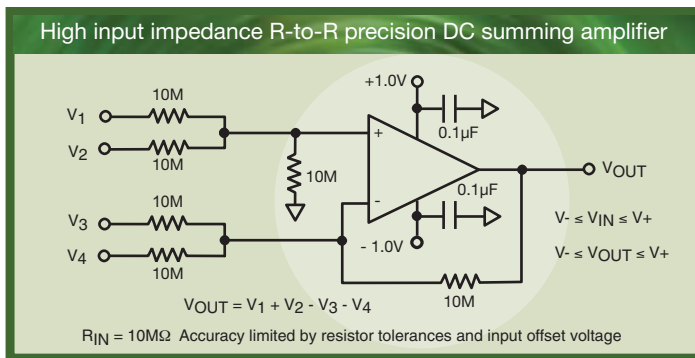 High input impedance R-to-R precision DC summing amplifier
10M
+1.0V
V1
0.1µF
V2
10M
+
10M
VOUT
10M
-
0.1µF
V3
V- ≤ VIN ≤ V+
V4
- 1.0V
10M
V- ≤ VOUT ≤ V+
10M
VOUT = V1 + V2 - V3 - V4
RIN = 10MΩ Accuracy limited by resistor tolerances and input offset voltage